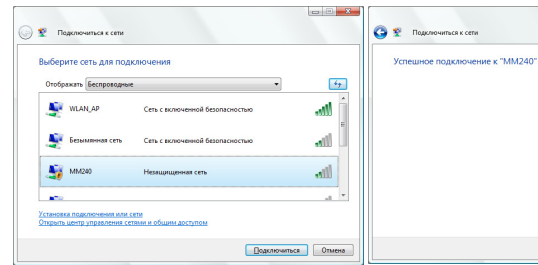 Подключиться к сети
Выберите сеть для подключения
Отображать Беспроводные
WLAN_AP Сеть с включенной безопасностью
Безымянная сеть Сеть с включенной безопасностью
MM240 Незащищенная сеть
Установка подключения или сети
Открыть центр управления сетями и общим доступом
Подключиться Отмена
Подключиться к сети
Успешное подключение к "MM240"